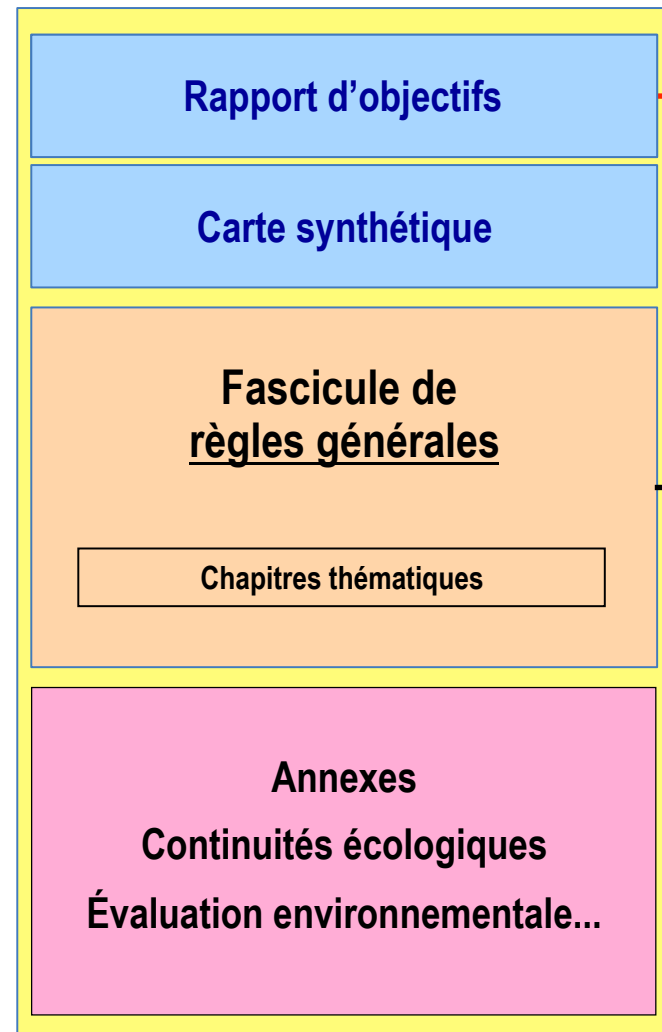 Rapport d’objectifs
Carte synthétique
Fascicule de
règles générales
Chapitres thématiques
Annexes
Continuités écologiques
Évaluation environnementale...